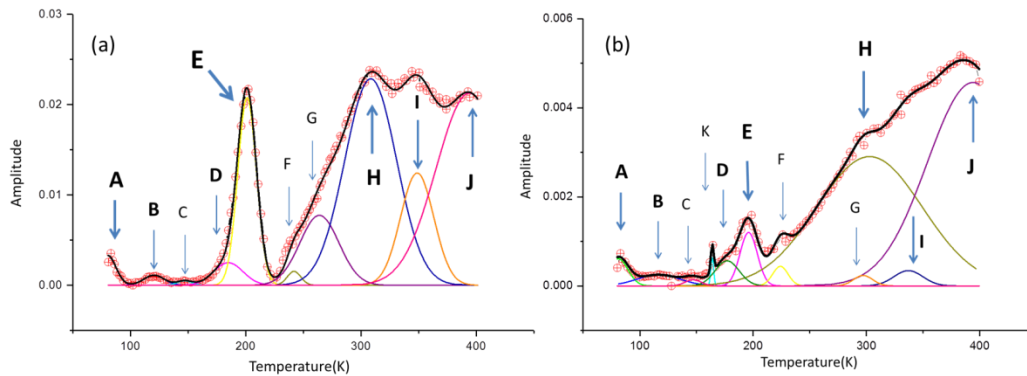 (a)
Amplitude
0.03
0.02
0.01
0.00
A
B
C
D
E
F
G
H
I
J
100
200
300
400
Temperature(K)
(b)
Amplitude
0.006
0.004
0.002
0.000
A
B
C
K
D
E
F
H
G
I
J
100
200
300
400
Temperature(K)